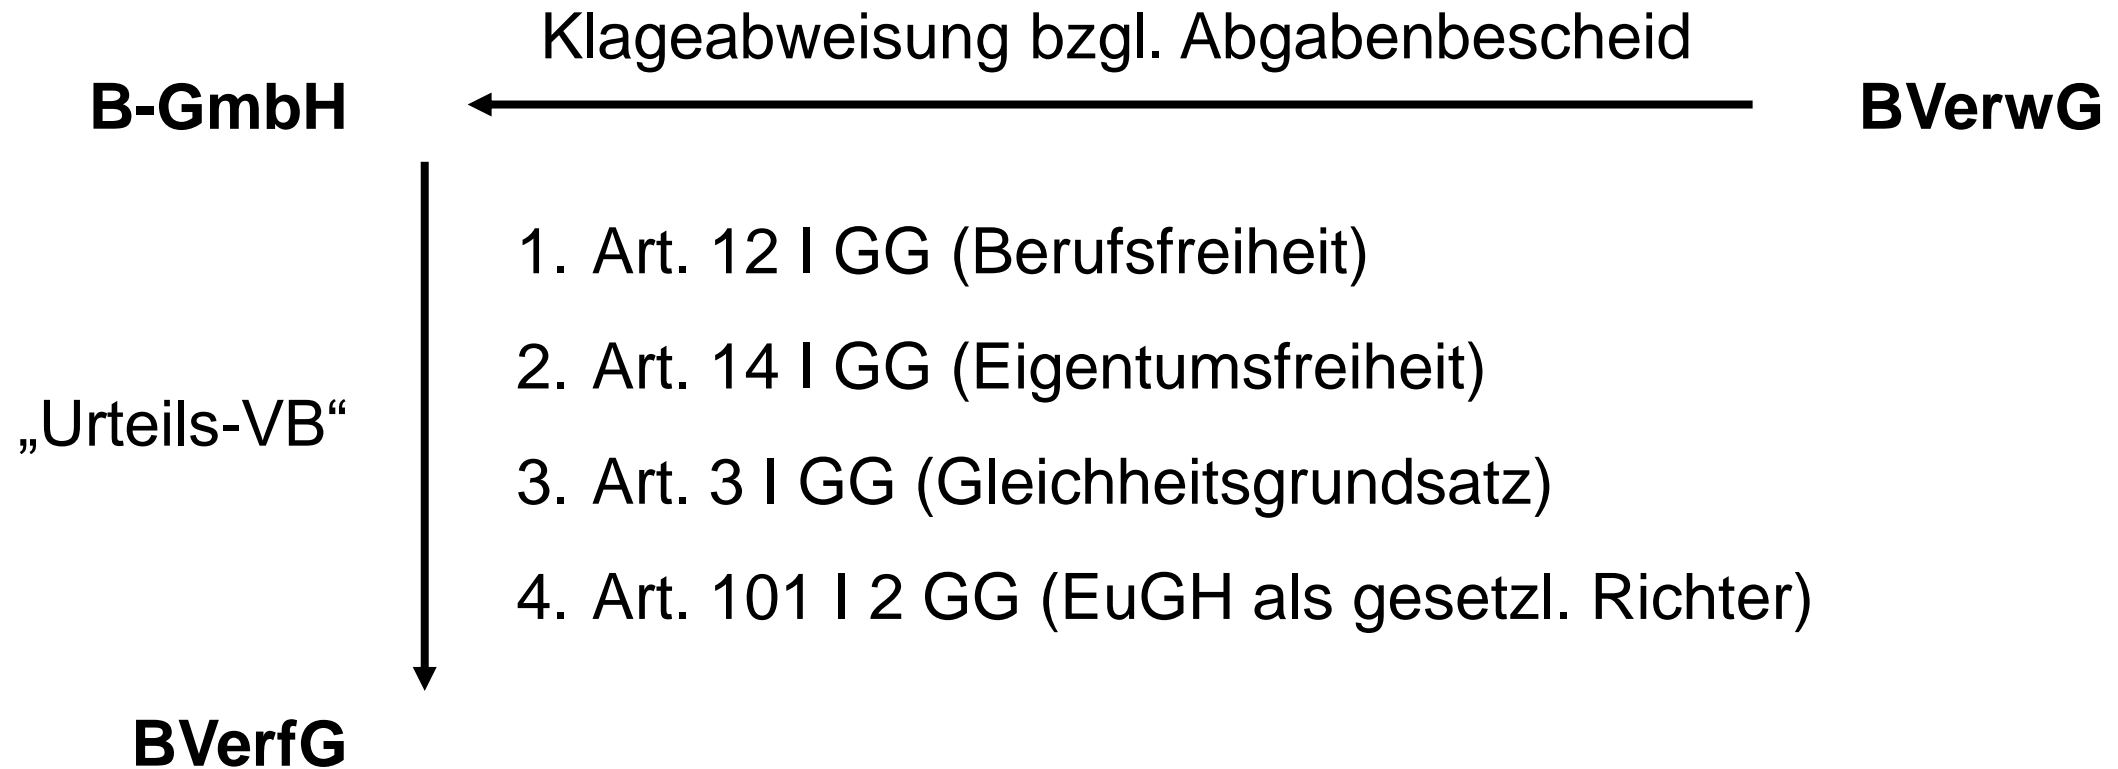 Klageabweisung bzgl. Abgabenbescheid
B-GmbH
BVerwG
1. Art. 12 I GG (Berufsfreiheit)
2. Art. 14 I GG (Eigentumsfreiheit)
„Urteils-VB“
3. Art. 3 I GG (Gleichheitsgrundsatz)
4. Art. 101 I 2 GG (EuGH als gesetzl. Richter)
BVerfG